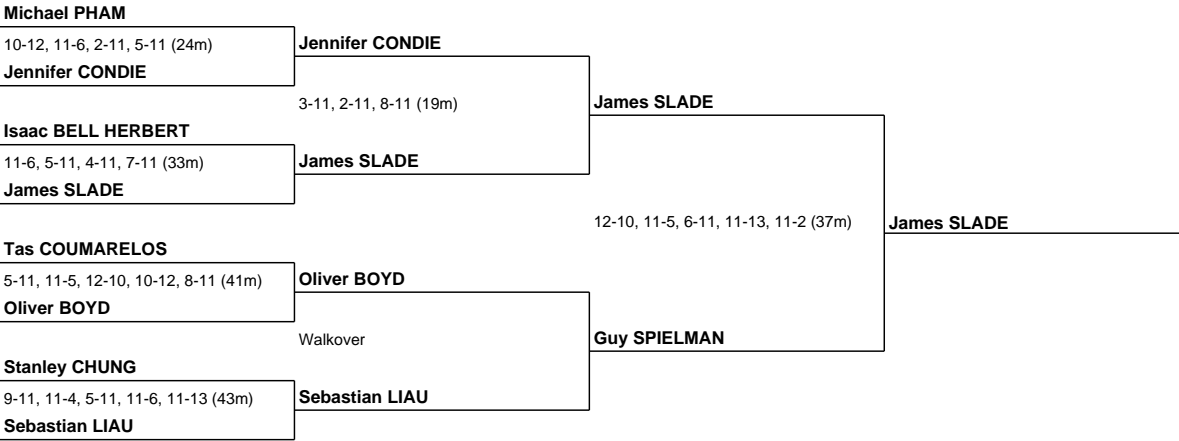 Michael PHAM
10-12, 11-6, 2-11, 5-11 (24m)
Jennifer CONDIE
Jennifer CONDIE
3-11, 2-11, 8-11 (19m)
James SLADE
Isaac BELL HERBERT
11-6, 5-11, 4-11, 7-11 (33m)
James SLADE
James SLADE
12-10, 11-5, 6-11, 11-13, 11-2 (37m)
James SLADE
Tas COUMARELOS
5-11, 11-5, 12-10, 10-12, 8-11 (41m)
Oliver BOYD
Oliver BOYD
Walkover
Guy SPIELMAN
Stanley CHUNG
9-11, 11-4, 5-11, 11-6, 11-13 (43m)
Sebastian LIAU
Sebastian LIAU